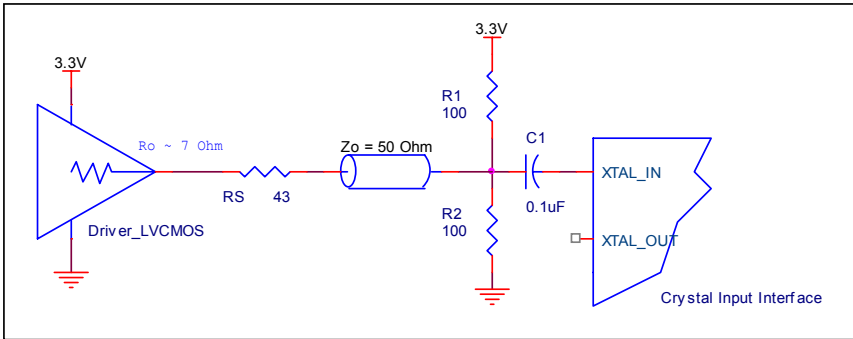 3.3V
3.3V
R1
100
C1
Ro ~ 7 Ohm
Zo = 50 Ohm
XTAL_IN
RS 43
0.1uF
R2
100
XTAL_OUT
Driver_LVCMOS
Crystal Input Interface